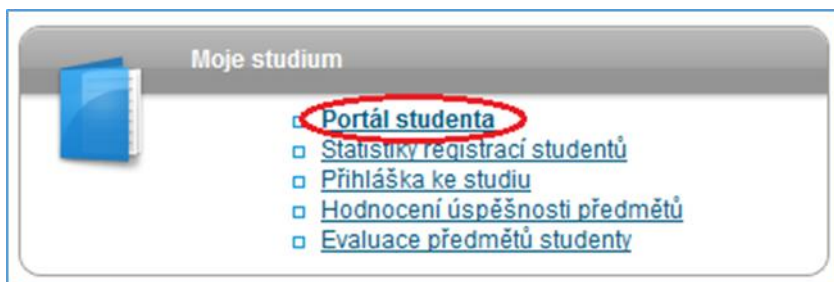 Moje studium
Portál studenta
Statistiky registrací studentů
Přihláška ke studiu
Hodnocení úspěšnosti předmětů
Evaluace předmětů studenty